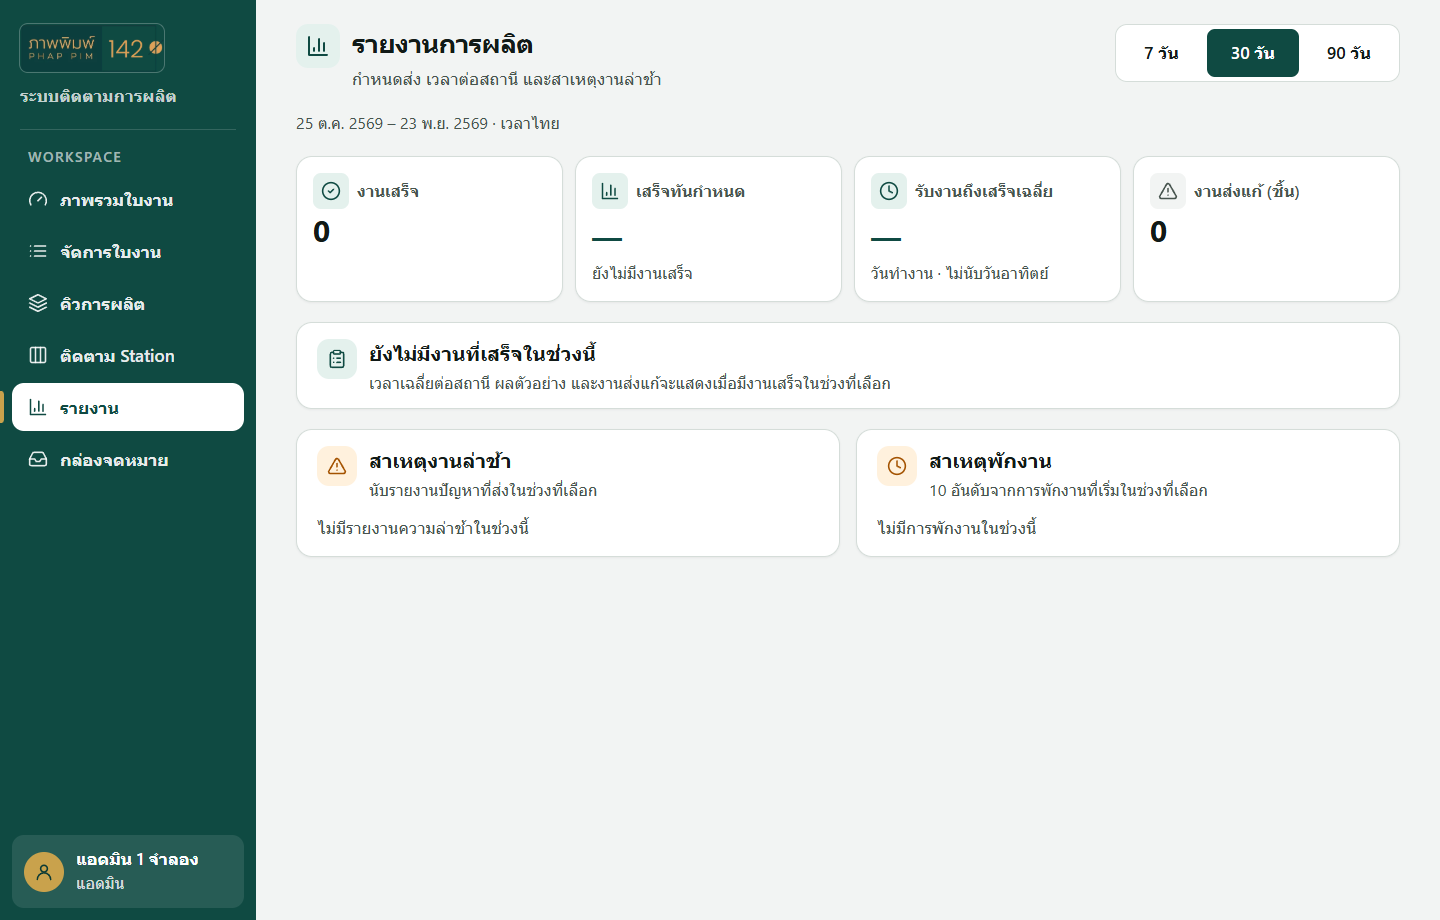 ภาพพิมพ์
PHAP PIM
142
ระบบติดตามการผลิต
WORKSPACE
ภาพรวมใบงาน
จัดการใบงาน
คิวการผลิต
ติดตาม Station
รายงาน
กล่องจดหมาย
แอดมิน 1 จำลอง
แอดมิน
รายงานการผลิต
กำหนดส่ง เวลาต่อสถานี และสาเหตุงานล่าช้า
7 วัน
30 วัน
90 วัน
25 ต.ค. 2569 – 23 พ.ย. 2569 · เวลาไทย
งานเสร็จ
0
เสร็จทันกำหนด
—
ยังไม่มีงานเสร็จ
รับงานถึงเสร็จเฉลี่ย
—
วันทำงาน · ไม่นับวันอาทิตย์
งานส่งแก้ (ชิ้น)
0
ยังไม่มีงานที่เสร็จในช่วงนี้
เวลาเฉลี่ยต่อสถานี ผลตัวอย่าง และงานส่งแก้จะแสดงเมื่อมีงานเสร็จในช่วงที่เลือก
สาเหตุงานล่าช้า
นับรายงานปัญหาที่ส่งในช่วงที่เลือก
ไม่มีรายงานความล่าช้าในช่วงนี้
สาเหตุพักงาน
10 อันดับจากการพักงานที่เริ่มในช่วงที่เลือก
ไม่มีการพักงานในช่วงนี้